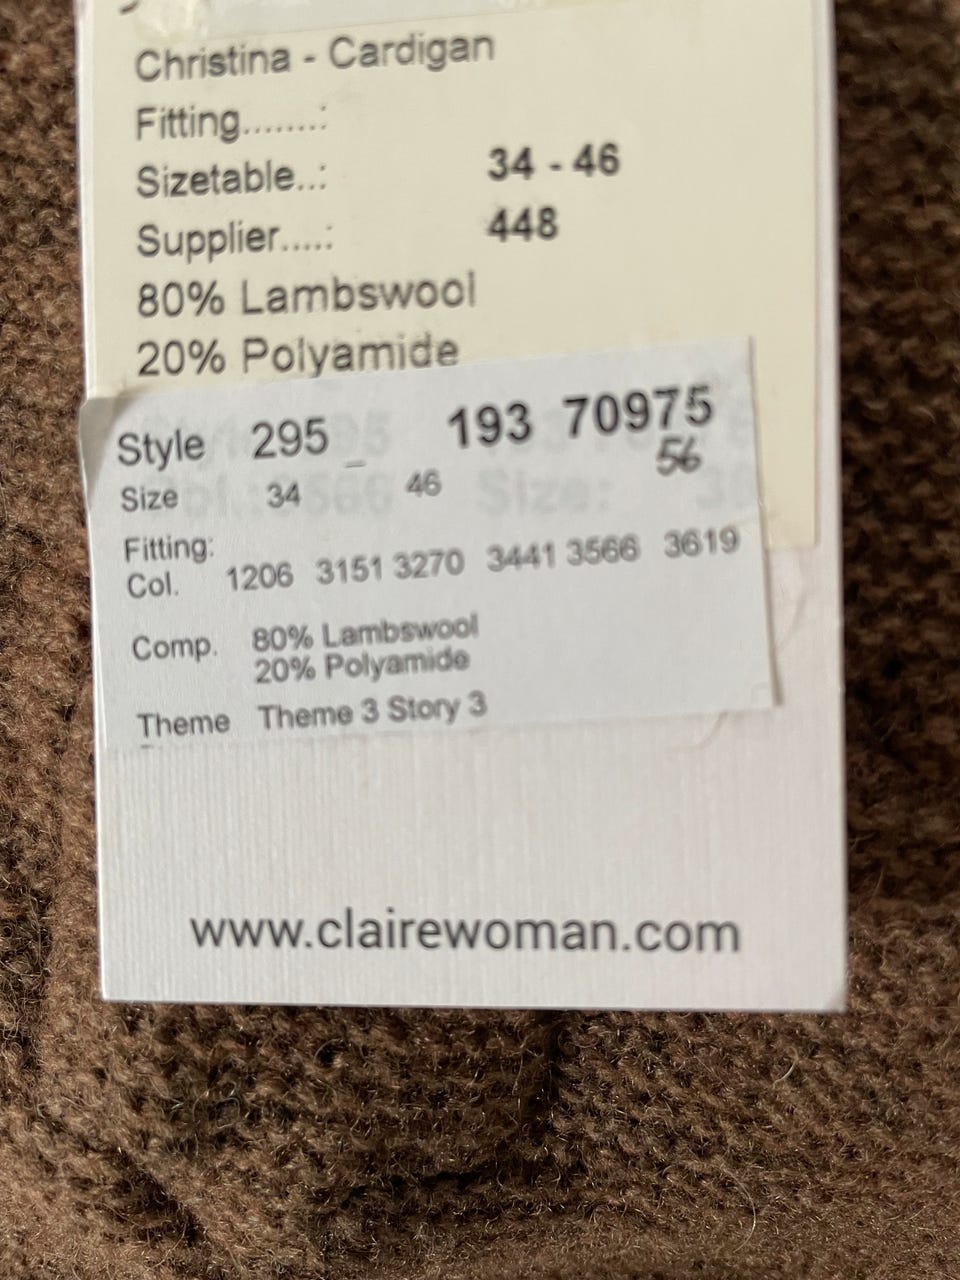 Christina - Cardigan
Fitting........:
Sizetable..: 34 - 46
Supplier.....: 448
80% Lambswool
20% Polyamide
Style 295 193 70975
56
Size 34 46
Fitting:
Col. 1206 3151 3270 3441 3566 3619
Comp. 80% Lambswool
20% Polyamide
Theme Theme 3 Story 3
www.clairewoman.com